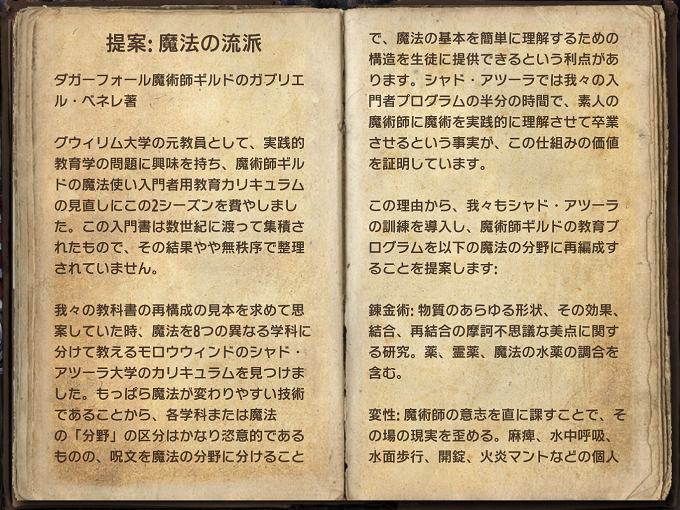 提案: 魔法の流派
ダガーフォール魔術師ギルドのガブリエ
ル・ベネレ著
グウィリム大学の元教員として、実践的
教育学の問題に興味を持ち、魔術師ギル
ドの魔法使い入門者用教育カリキュラム
の見直しにこの2シーズンを費やしまし
た。この入門書は数世紀に渡って集積さ
れたもので、その結果やや無秩序で整理
されていません。
我々の教科書の再構成の見本を求めて思
案していた時、魔法を8つの異なる学科に
分けて教えるモロウウィンドのシャド・
アツーラ大学のカリキュラムを見つけま
した。もっぱら魔法が変わりやすい技術
であることから、各学科または魔法
の「分野」の区分はかなり恣意的である
ものの、呪文を魔法の分野に分けること
で、魔法の基本を簡単に理解するための
構造を生徒に提供できるという利点があ
ります。シャド・アツーラでは我々の入
門者プログラムの半分の時間で、素人の
魔術師に魔術を実践的に理解させて卒業
させるという事実が、この仕組みの価値
を証明しています。
この理由から、我々もシャド・アツーラ
の訓練を導入し、魔術師ギルドの教育プ
ログラムを以下の魔法の分野に再編成す
ることを提案します:
錬金術: 物質のあらゆる形状、その効果、
結合、再結合の摩訶不思議な美点に関す
る研究。薬、霊薬、魔法の水薬の調合を
含む。
変性: 魔術師の意志を直に課すことで、そ
の場の現実を歪める。麻痺、水中呼吸、
水面歩行、開錠、火炎マントなどの個人